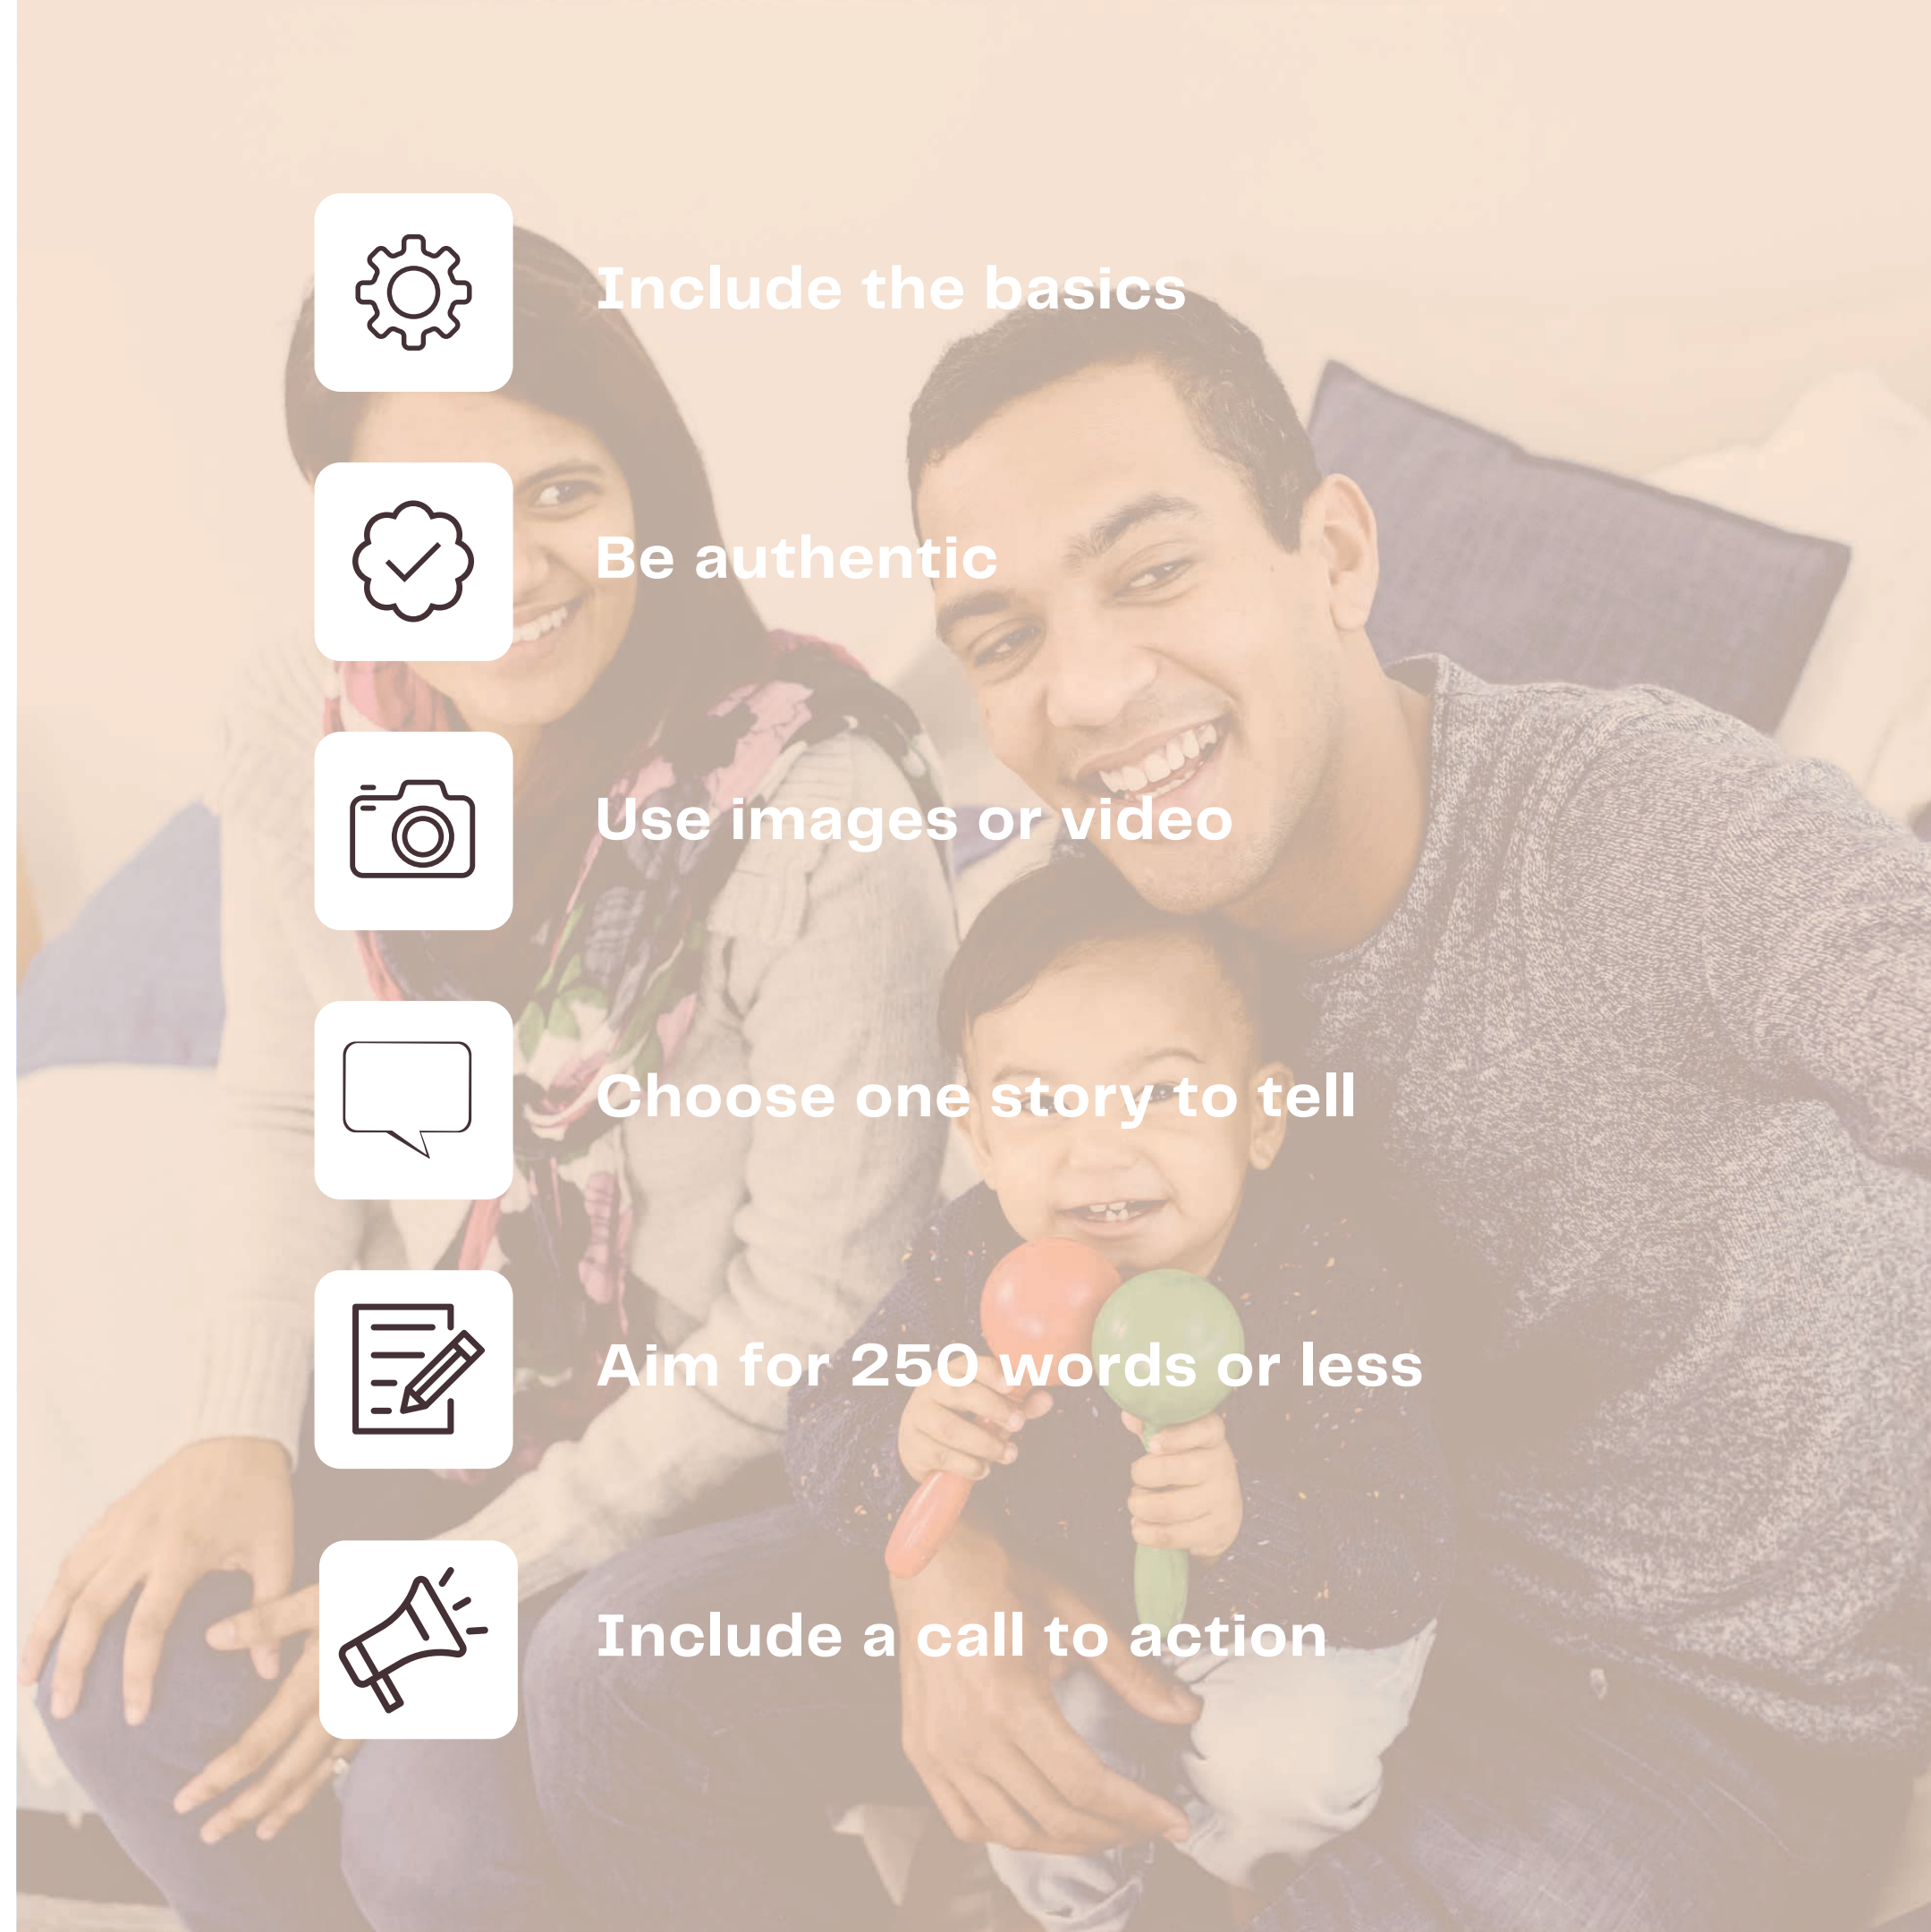 Include the basics
Be authentic
Use images or video
Choose one story to tell
Aim for 250 words or less
Include a call to action